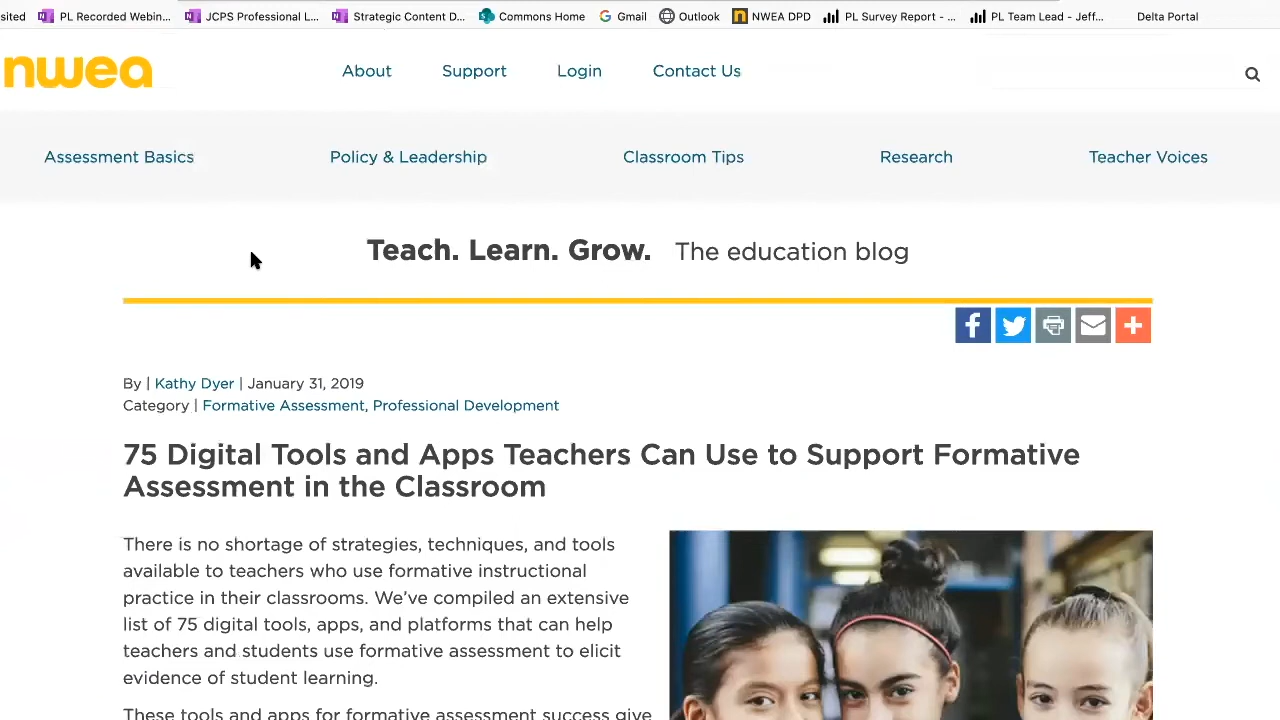 sited PL Recorded Webin... JCPS Professional L... Strategic Content D... Commons Home Gmail Outlook NWEA DPD PL Survey Report - ... PL Team Lead - Jeff... Delta Portal
nwea About Support Login Contact Us
Assessment Basics Policy & Leadership Classroom Tips Research Teacher Voices
Teach. Learn. Grow. The education blog
By | Kathy Dyer | January 31, 2019
Category | Formative Assessment, Professional Development
75 Digital Tools and Apps Teachers Can Use to Support Formative
Assessment in the Classroom
There is no shortage of strategies, techniques, and tools
available to teachers who use formative instructional
practice in their classrooms. We’ve compiled an extensive
list of 75 digital tools, apps, and platforms that can help
teachers and students use formative assessment to elicit
evidence of student learning.
These tools and apps for formative assessment success give